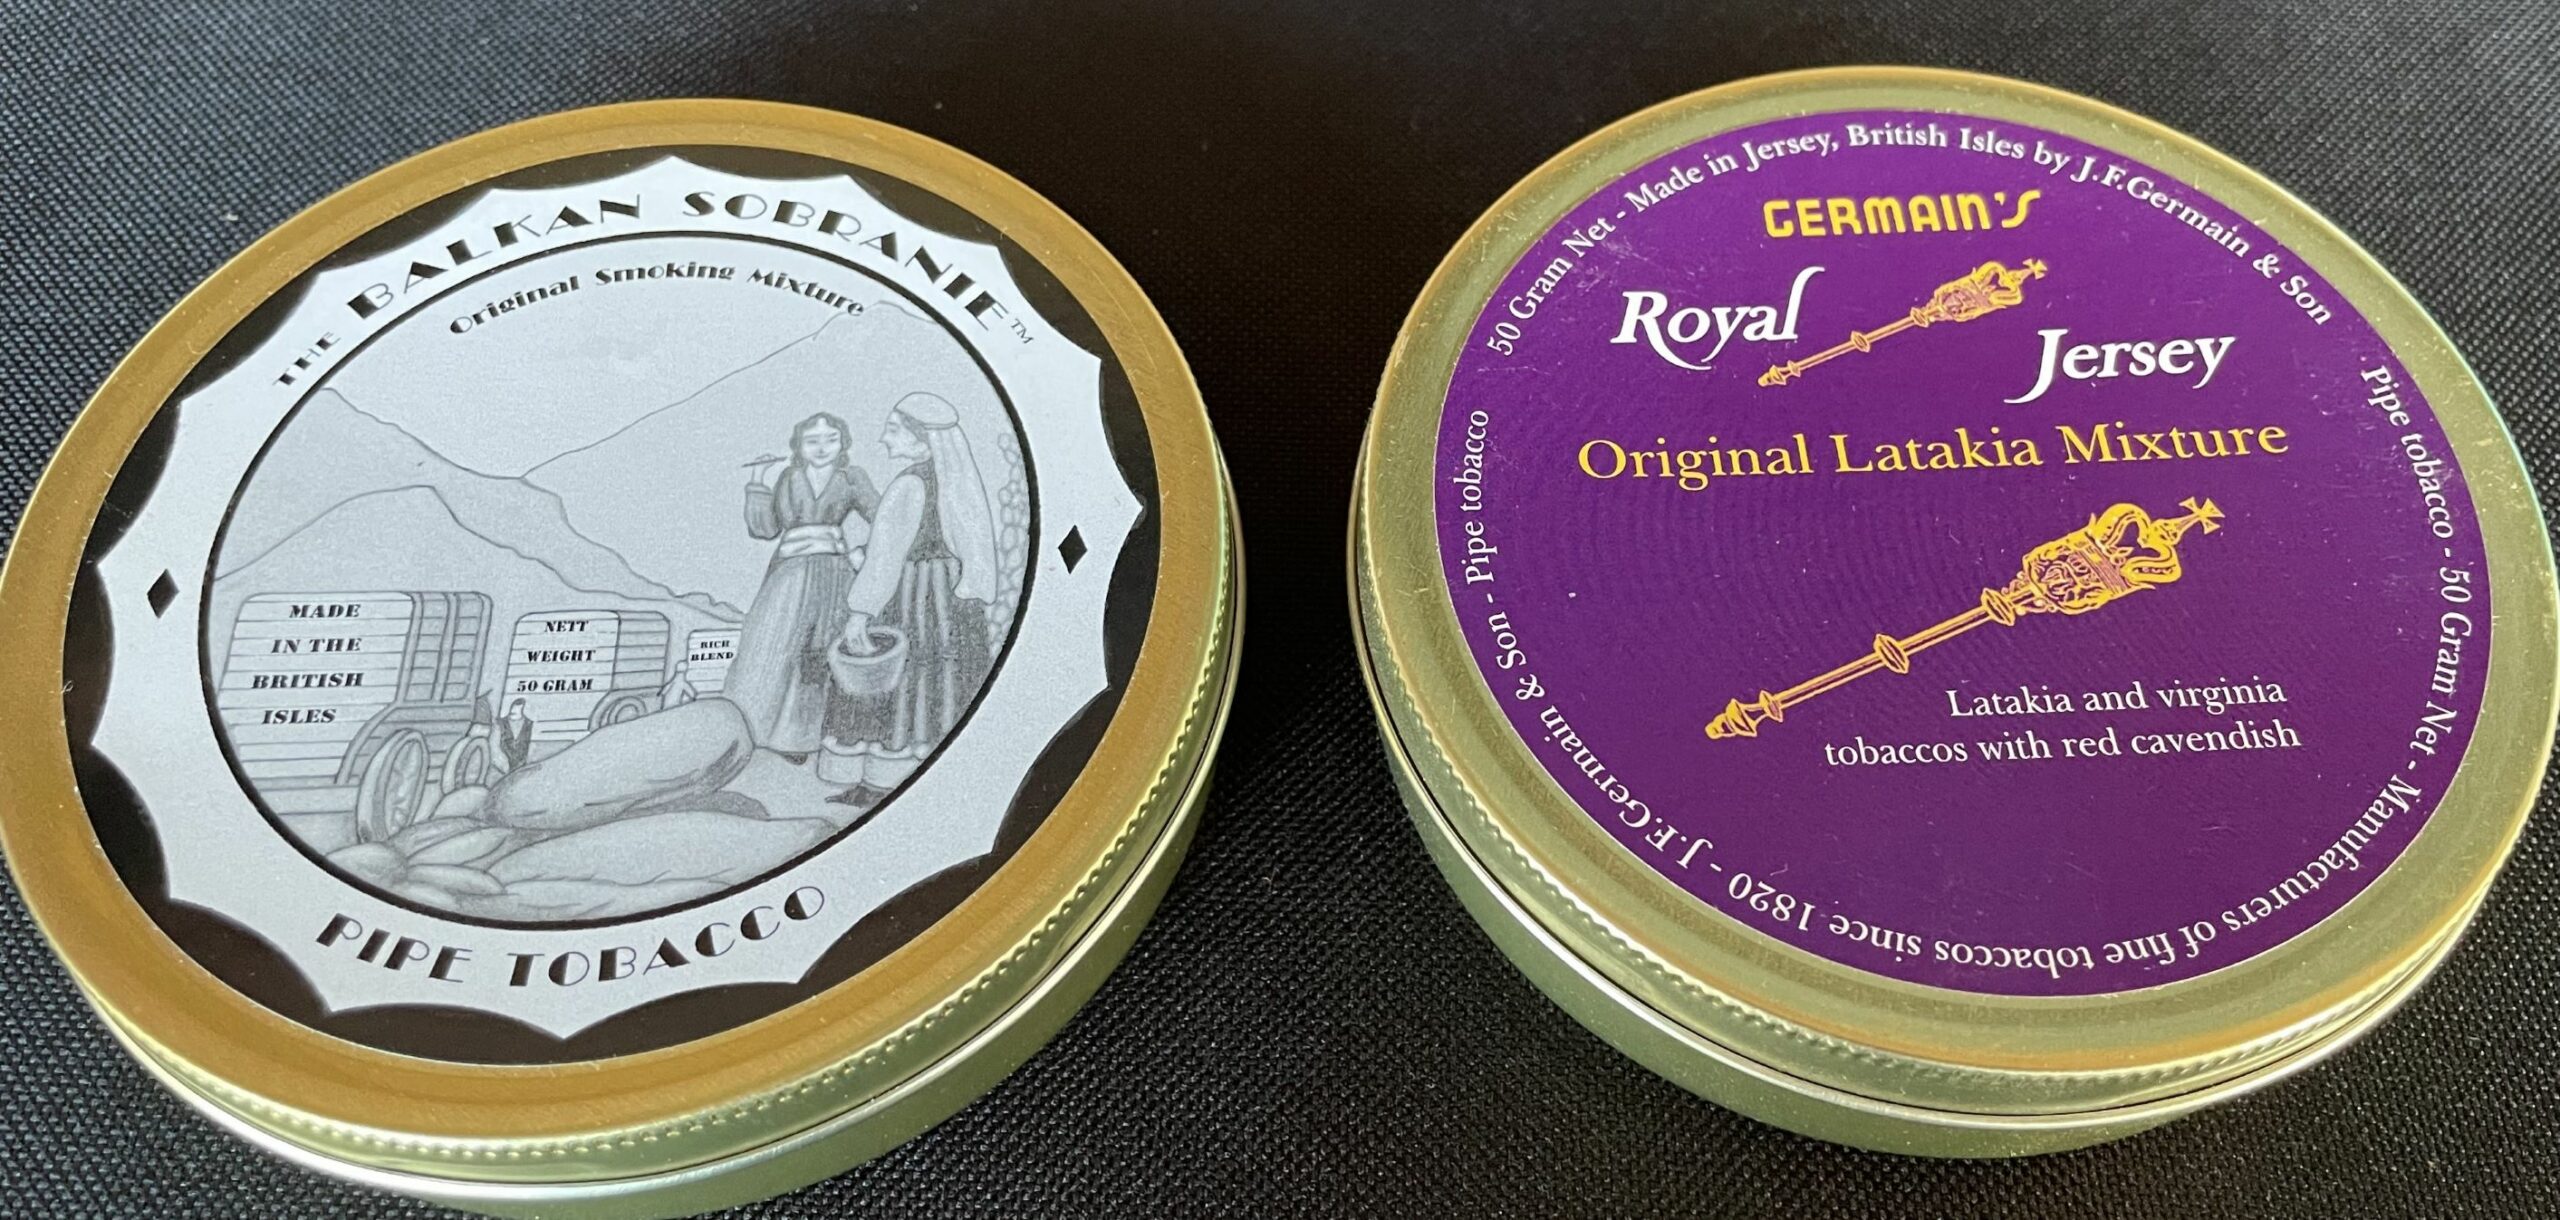 THE BALKAN SOBRANIE™
Original Smoking Mixture
MADE
IN THE
BRITISH
ISLES
NETT
WEIGHT
50 GRAM
RICH
BLEND
PIPE TOBACCO
50 Gram Net - Made in Jersey, British Isles by J.F.Germain & Son
GERMAIN'S
Royal
Jersey
Original Latakia Mixture
Latakia and virginia
tobaccos with red cavendish
Pipe tobacco - 50 Gram Net - Manufacturers of fine tobaccos since 1820 - J.F.Germain & Son - Pipe tobacco